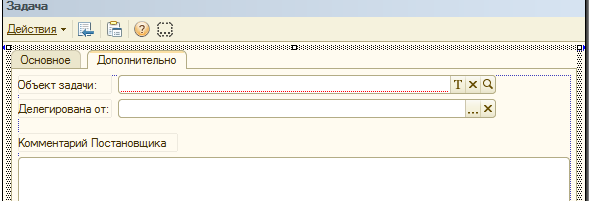 Задача
Действия
Основное Дополнительно
Объект задачи: T
Делегирована от: ...
Комментарий Постановщика